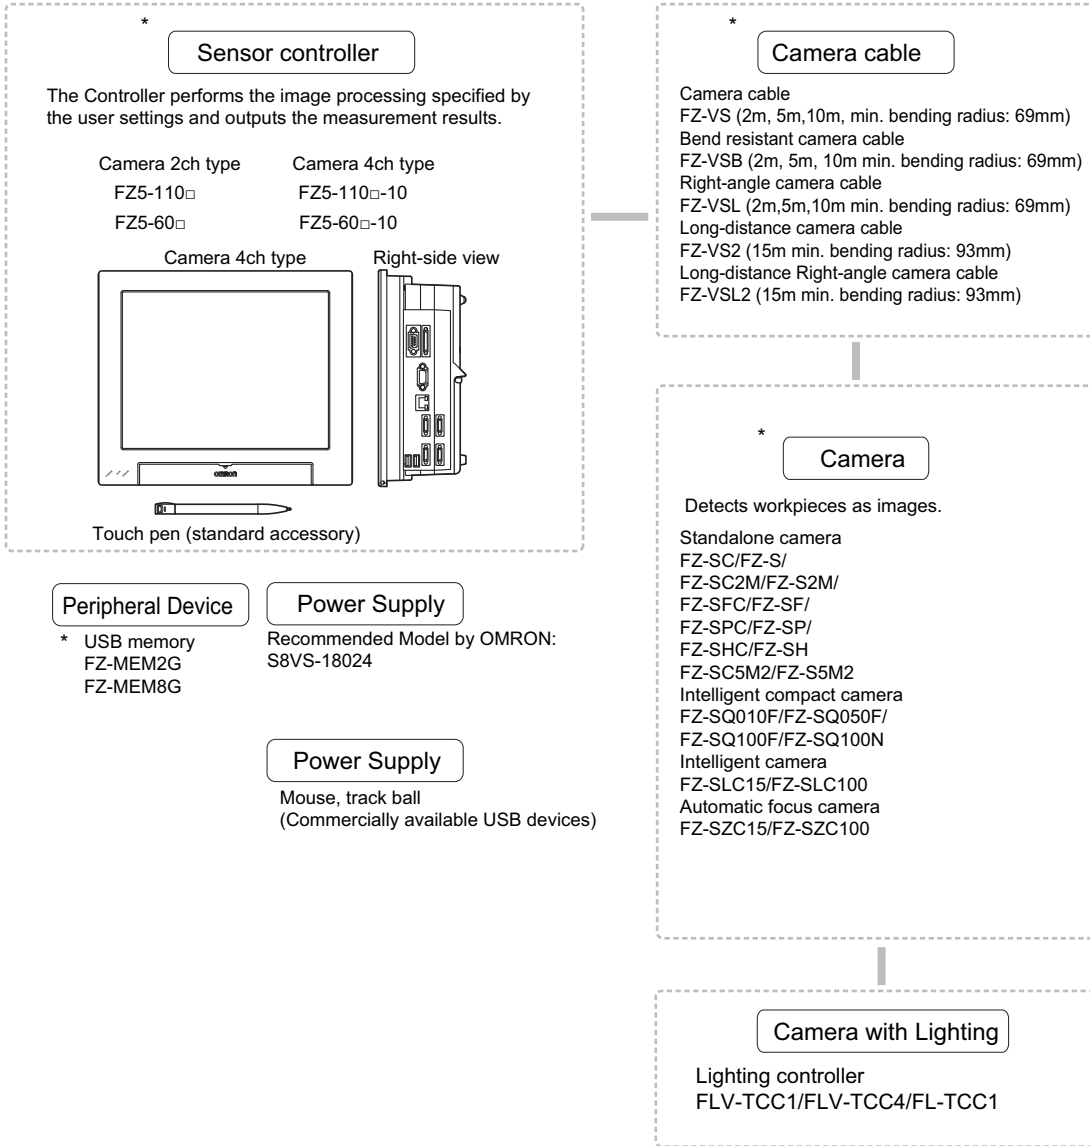 *
Sensor controller
The Controller performs the image processing specified by
the user settings and outputs the measurement results.
Camera 2ch type
Camera 4ch type
FZ5-110□
FZ5-110□-10
FZ5-60□
FZ5-60□-10
Camera 4ch type
Right-side view
OMRON
Touch pen (standard accessory)
Peripheral Device
* USB memory
FZ-MEM2G
FZ-MEM8G
Power Supply
Recommended Model by OMRON:
S8VS-18024
Power Supply
Mouse, track ball
(Commercially available USB devices)
*
Camera cable
Camera cable
FZ-VS (2m, 5m,10m, min. bending radius: 69mm)
Bend resistant camera cable
FZ-VSB (2m, 5m, 10m min. bending radius: 69mm)
Right-angle camera cable
FZ-VSL (2m,5m,10m min. bending radius: 69mm)
Long-distance camera cable
FZ-VS2 (15m min. bending radius: 93mm)
Long-distance Right-angle camera cable
FZ-VSL2 (15m min. bending radius: 93mm)
*
Camera
Detects workpieces as images.
Standalone camera
FZ-SC/FZ-S/
FZ-SC2M/FZ-S2M/
FZ-SFC/FZ-SF/
FZ-SPC/FZ-SP/
FZ-SHC/FZ-SH
FZ-SC5M2/FZ-S5M2
Intelligent compact camera
FZ-SQ010F/FZ-SQ050F/
FZ-SQ100F/FZ-SQ100N
Intelligent camera
FZ-SLC15/FZ-SLC100
Automatic focus camera
FZ-SZC15/FZ-SZC100
Camera with Lighting
Lighting controller
FLV-TCC1/FLV-TCC4/FL-TCC1